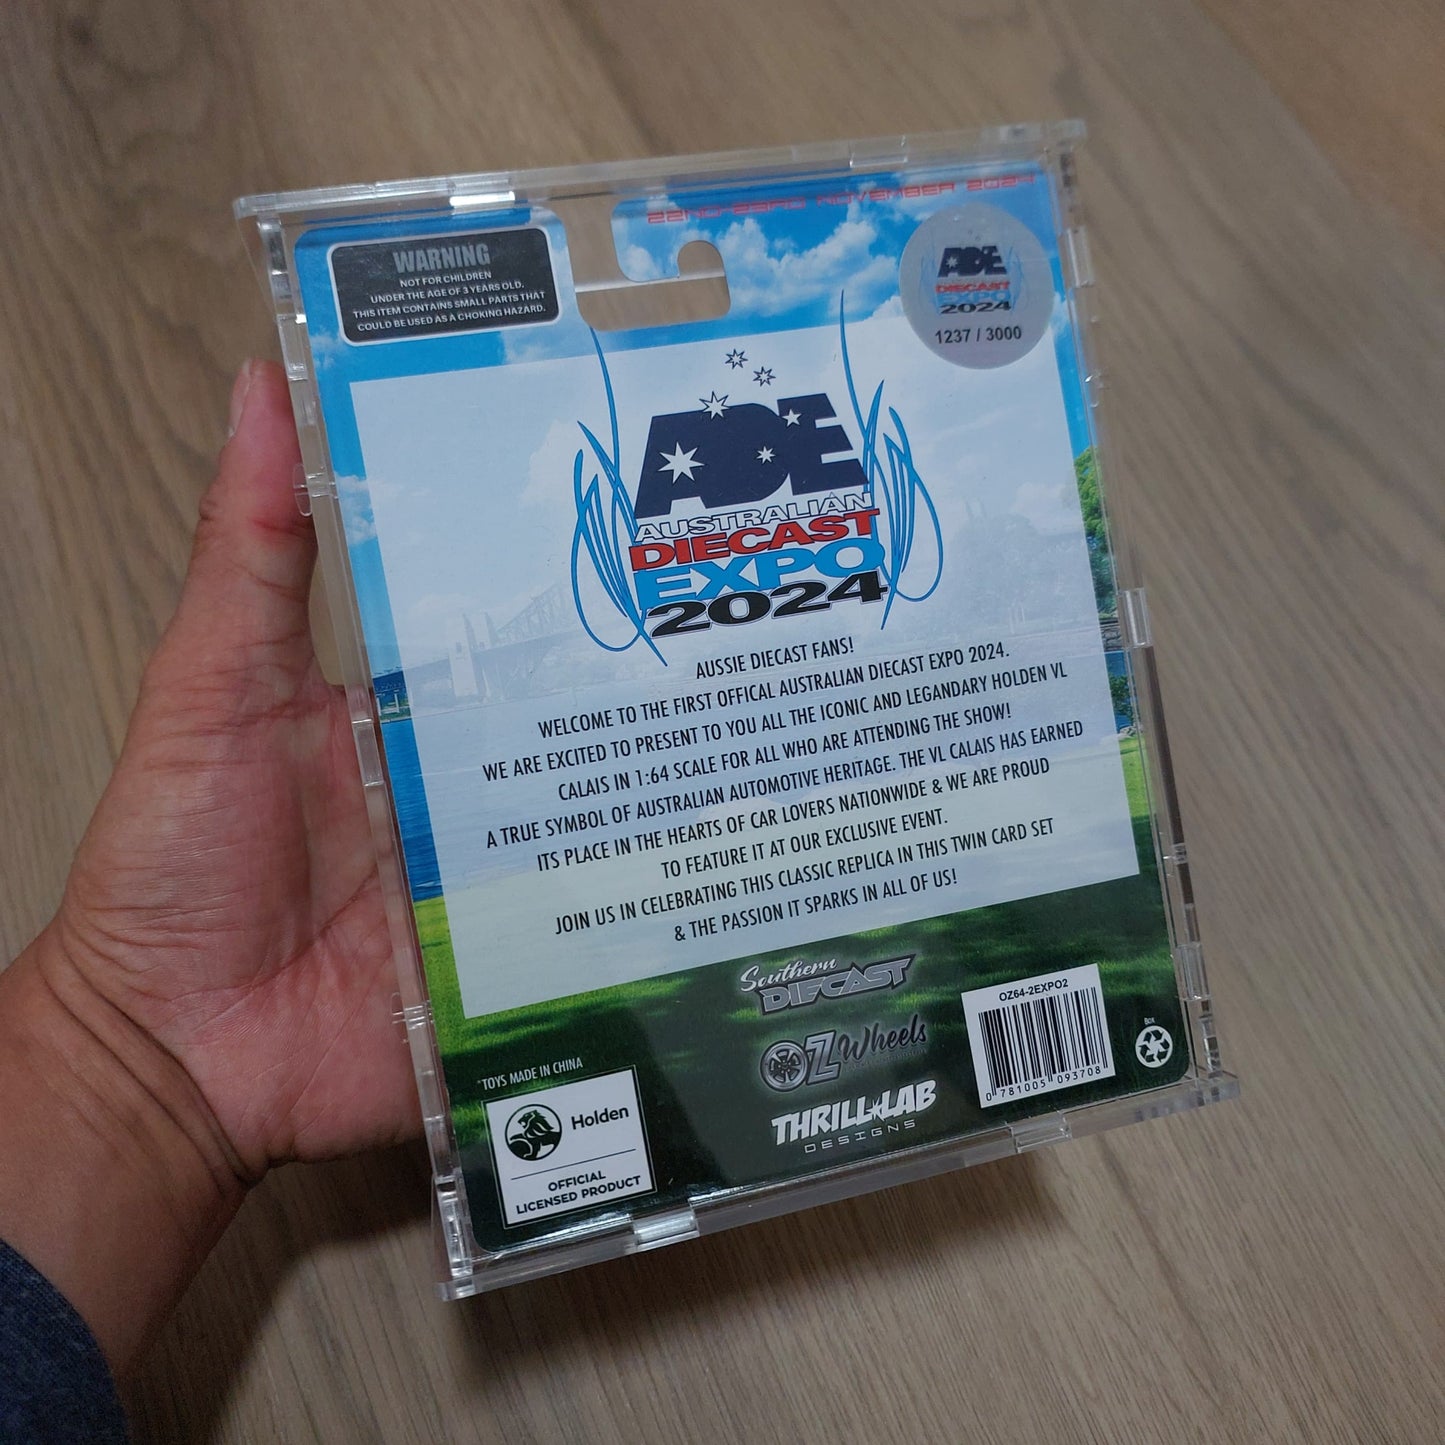 22ND-23RD NOVEMBER 2024
WARNING
NOT FOR CHILDREN
UNDER THE AGE OF 3 YEARS OLD.
THIS ITEM CONTAINS SMALL PARTS THAT
COULD BE USED AS A CHOKING HAZARD.
ADE
DIECAST
EXPO
2024
1237 / 3000
ADE
AUSTRALIAN
DIECAST
EXPO
2024
AUSSIE DIECAST FANS!
WELCOME TO THE FIRST OFFICAL AUSTRALIAN DIECAST EXPO 2024.
WE ARE EXCITED TO PRESENT TO YOU ALL THE ICONIC AND LEGANDARY HOLDEN VL
CALAIS IN 1:64 SCALE FOR ALL WHO ARE ATTENDING THE SHOW!
A TRUE SYMBOL OF AUSTRALIAN AUTOMOTIVE HERITAGE. THE VL CALAIS HAS EARNED
ITS PLACE IN THE HEARTS OF CAR LOVERS NATIONWIDE & WE ARE PROUD
TO FEATURE IT AT OUR EXCLUSIVE EVENT.
JOIN US IN CELEBRATING THIS CLASSIC REPLICA IN THIS TWIN CARD SET
& THE PASSION IT SPARKS IN ALL OF US!
Southern
DIECAST
OZ Wheels
THRILL LAB
DESIGNS
OZ64-2EXPO2
0 781005 093708
Box
*TOYS MADE IN CHINA
Holden
OFFICIAL
LICENSED PRODUCT